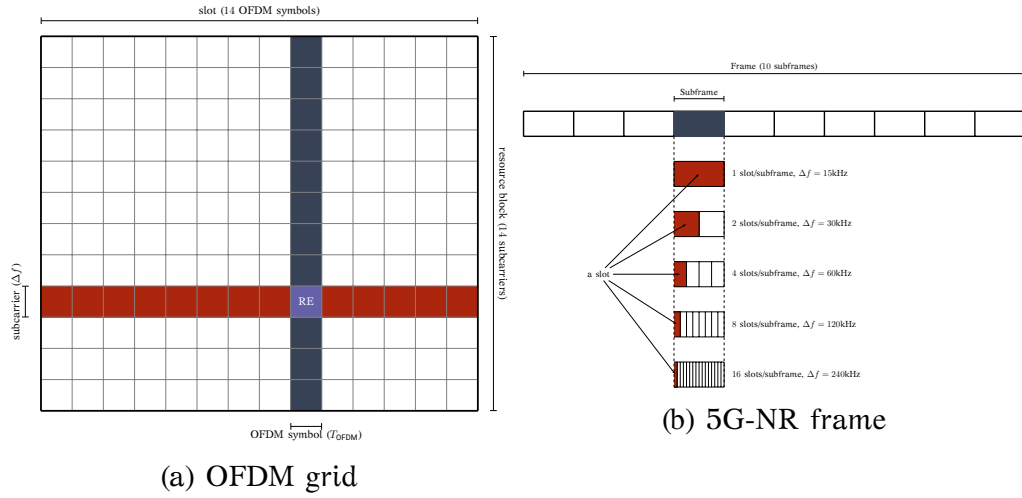 slot (14 OFDM symbols)
resource block (14 subcarriers)
subcarrier (Δf)
RE
OFDM symbol (T_OFDM)
(a) OFDM grid
Frame (10 subframes)
Subframe
1 slot/subframe, Δf = 15kHz
2 slots/subframe, Δf = 30kHz
a slot
4 slots/subframe, Δf = 60kHz
8 slots/subframe, Δf = 120kHz
16 slots/subframe, Δf = 240kHz
(b) 5G-NR frame